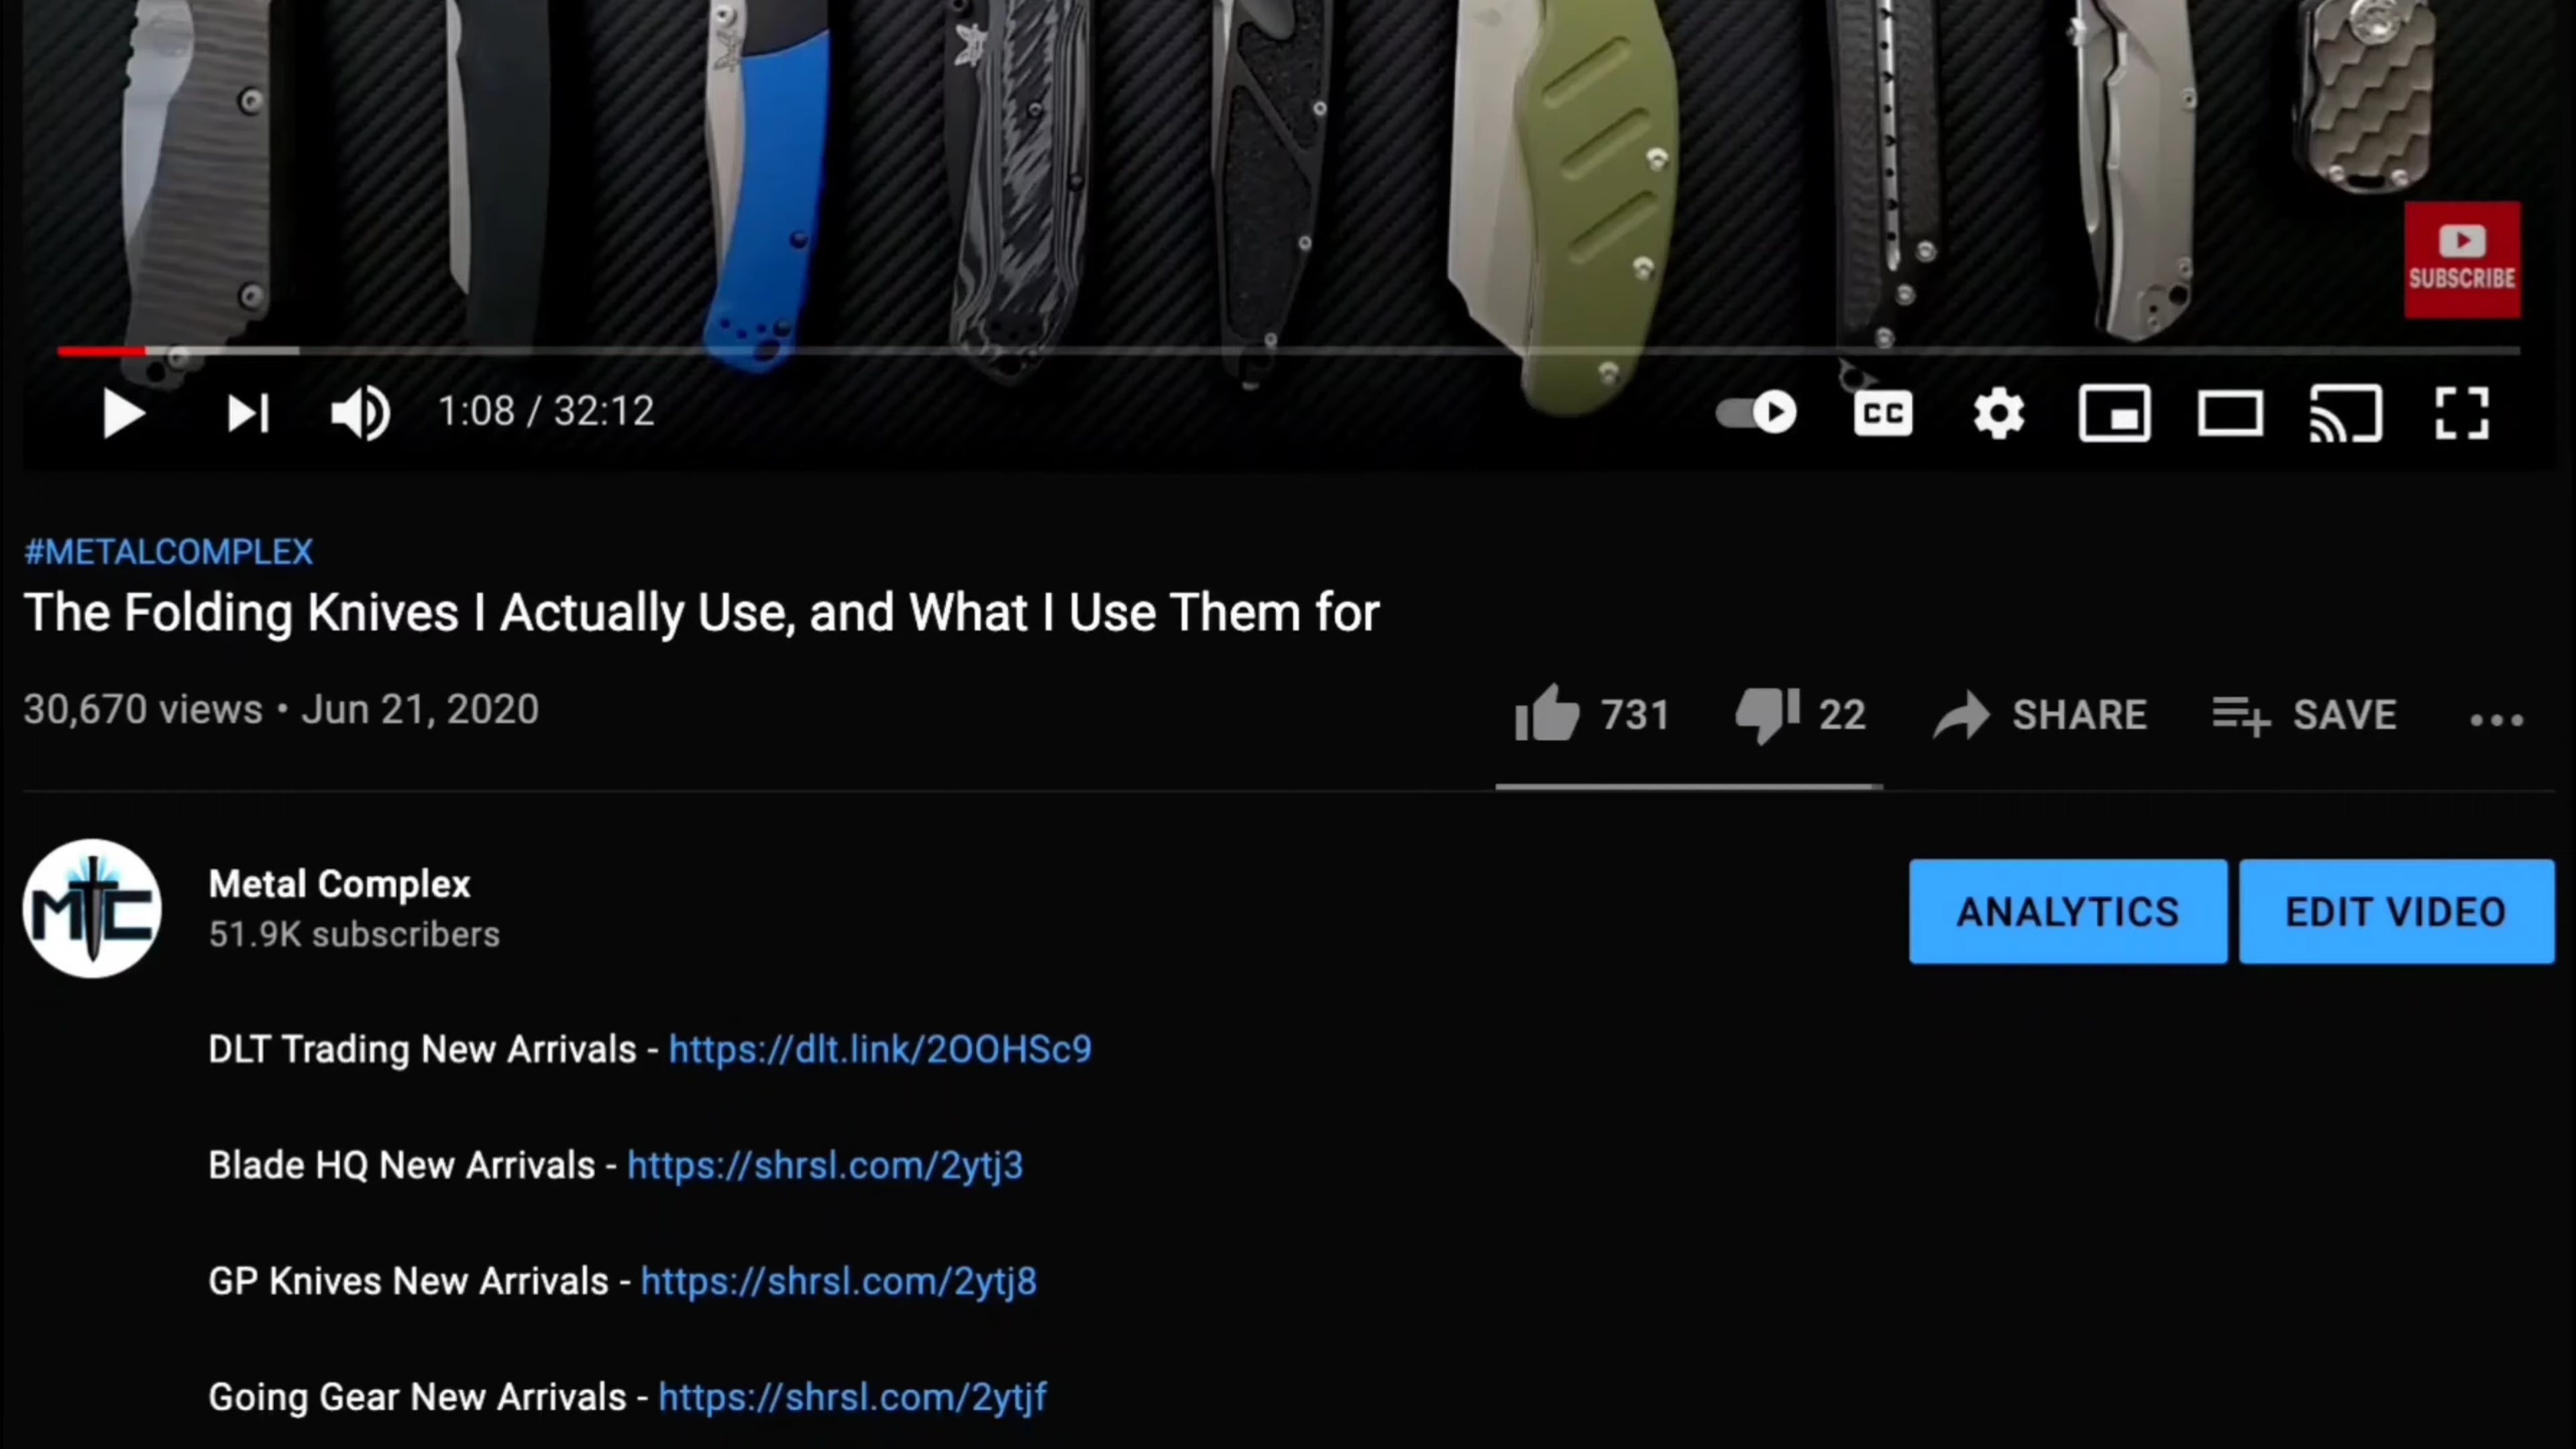 SUBSCRIBE
1:08 / 32:12
CC
#METALCOMPLEX
The Folding Knives I Actually Use, and What I Use Them for
30,670 views • Jun 21, 2020
731 22 SHARE SAVE
MTC
Metal Complex
51.9K subscribers
ANALYTICS EDIT VIDEO
DLT Trading New Arrivals - https://dlt.link/2OOHSc9
Blade HQ New Arrivals - https://shrsl.com/2ytj3
GP Knives New Arrivals - https://shrsl.com/2ytj8
Going Gear New Arrivals - https://shrsl.com/2ytjf